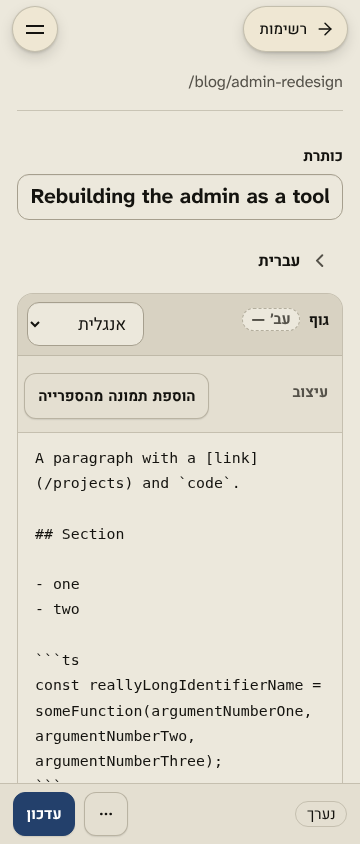 רשימות
/blog/admin-redesign
כותרת
Rebuilding the admin as a tool
עברית
גוף עב׳ — אנגלית
עיצוב הוספת תמונה מהספרייה
A paragraph with a [link]
(/projects) and `code`.
## Section
- one
- two
```ts
const reallyLongIdentifierName =
someFunction(argumentNumberOne,
argumentNumberTwo,
argumentNumberThree);
```
נערך ··· עדכון